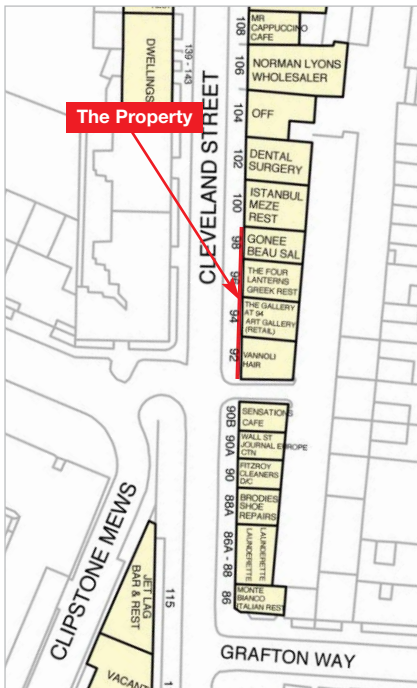 108
MR
CAPPUCCINO
CAFE
139 - 143
DWELLINGS
106
NORMAN LYONS
WHOLESALER
The Property
104
OFF
CLEVELAND STREET
102
DENTAL
SURGERY
100
ISTANBUL
MEZE
REST
98
GONEE
BEAU SAL
96
THE FOUR
LANTERNS
GREEK REST
94
THE GALLERY
AT 94
ART GALLERY
(RETAIL)
92
VANNOLI
HAIR
90B
SENSATIONS
CAFE
90A
WALL ST
JOURNAL EUROPE
CTN
90
FITZROY
CLEANERS
D/C
88A
BRODIES
SHOE
REPAIRS
86A - 88
LAUNDERETTE
LAUNDERETTE
86
MONTE
BIANCO
ITALIAN REST
CLIPSTONE MEWS
JET LAG
BAR & REST
115
GRAFTON WAY
VACANT